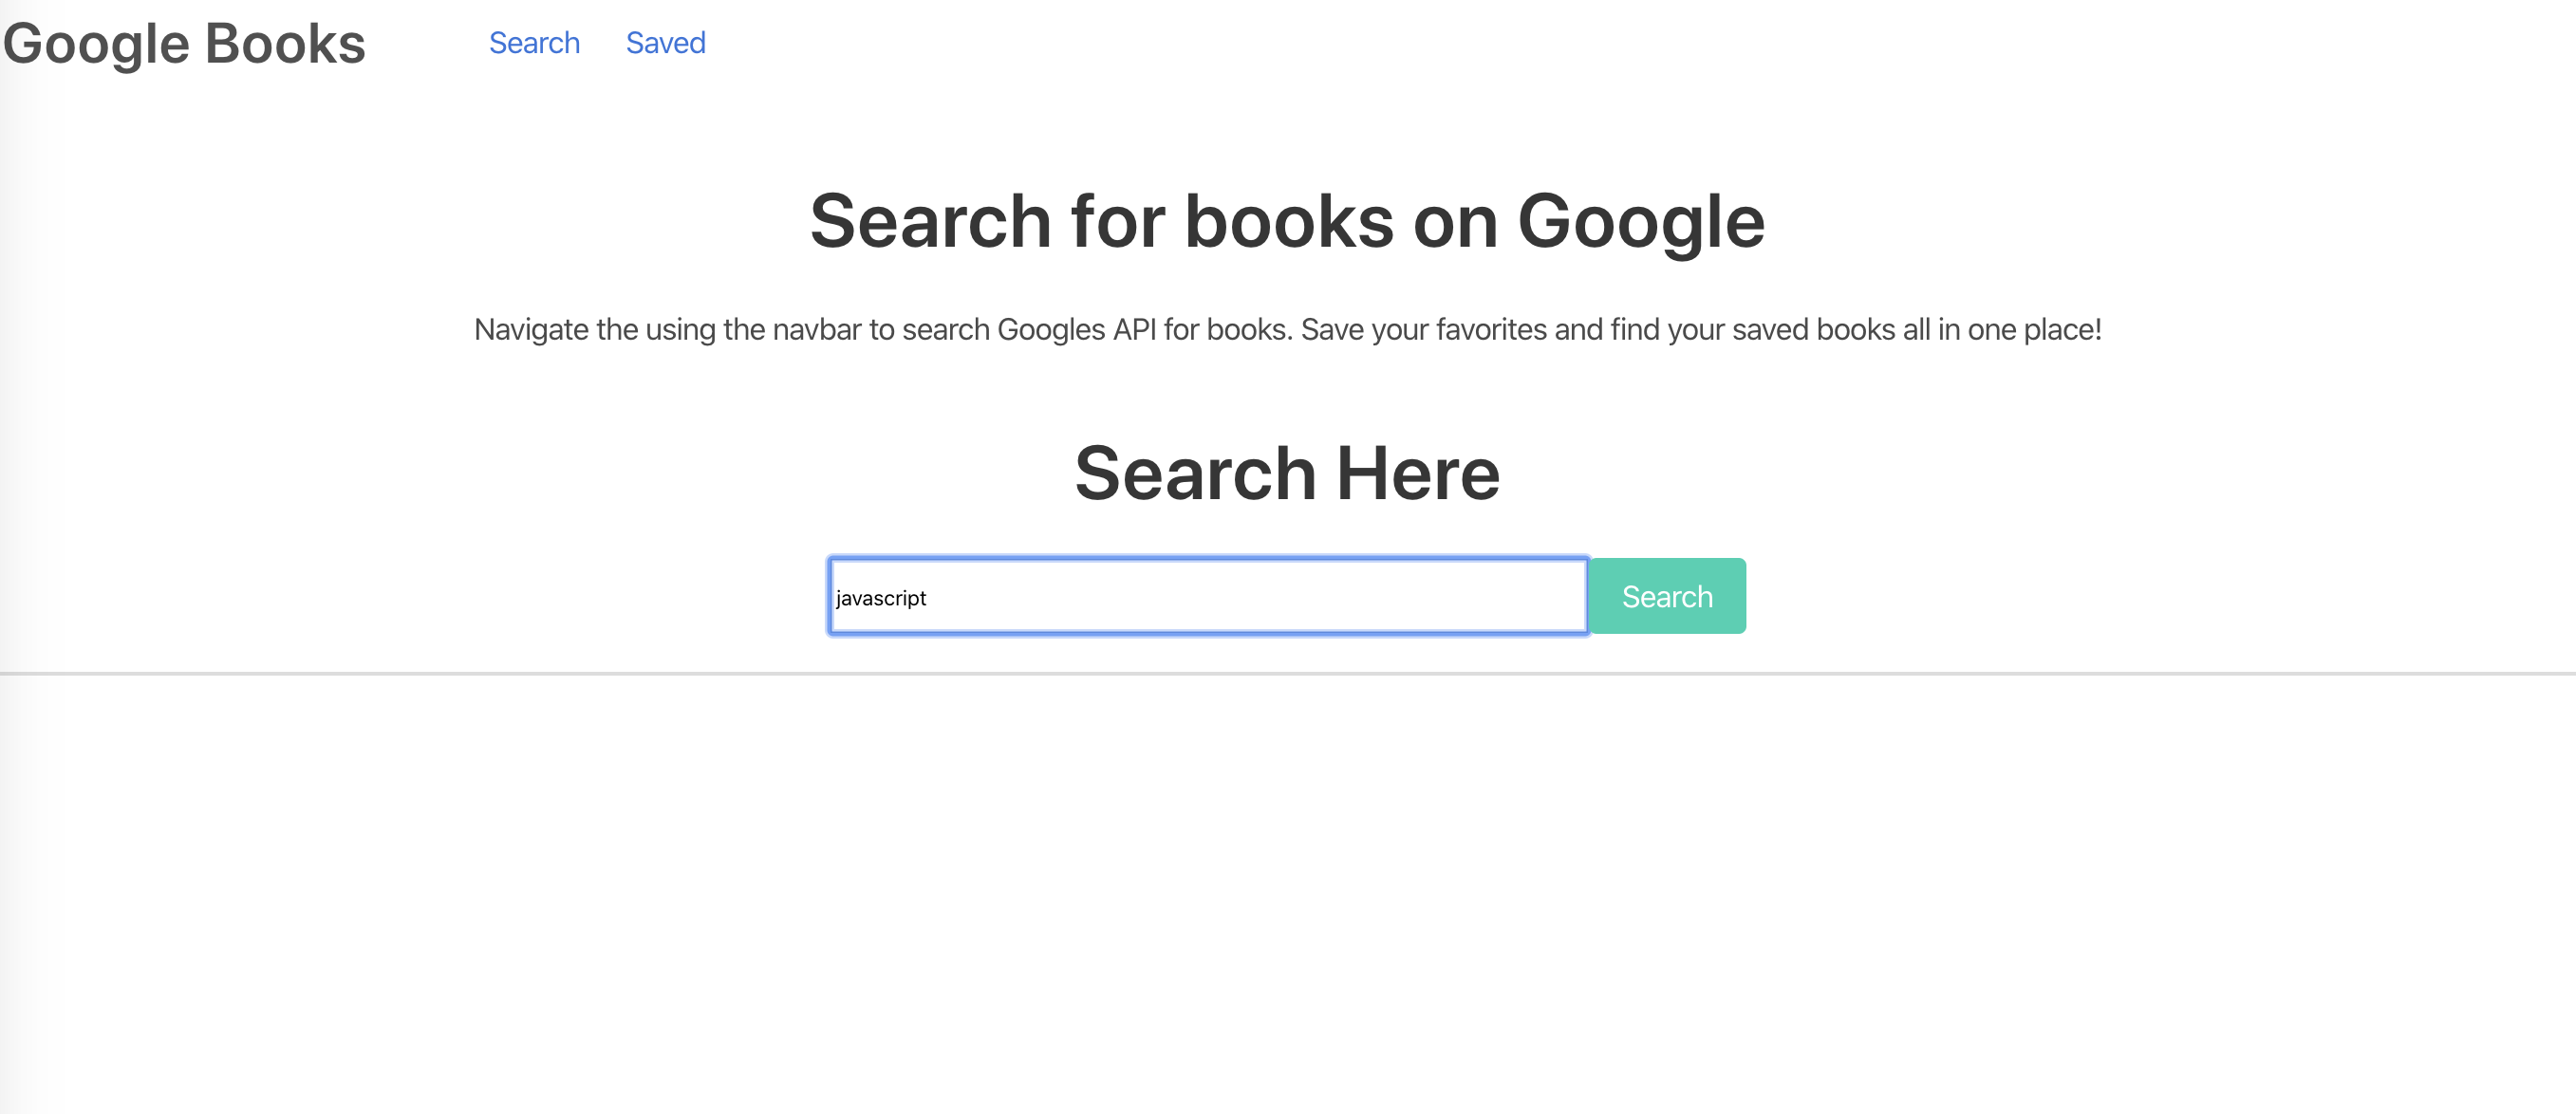 Google Books Search Saved
Search for books on Google
Navigate the using the navbar to search Googles API for books. Save your favorites and find your saved books all in one place!
Search Here
javascript Search